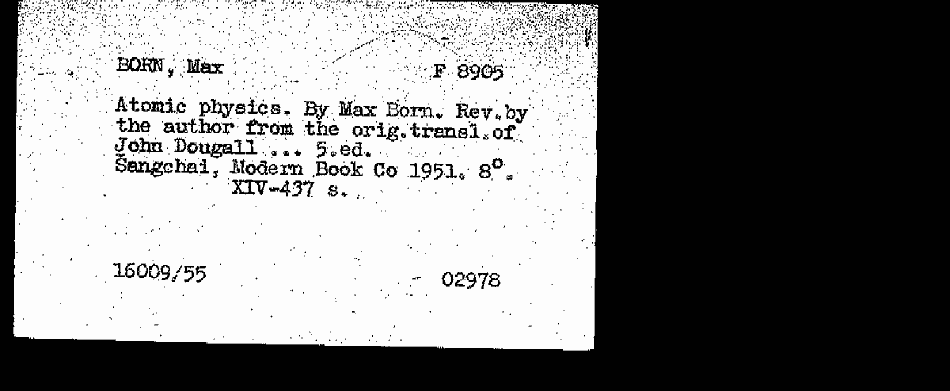 BORN, Max F 8905
Atomic physics. By Max Born. Rev.by
the author from the orig.transl.of
John Dougall ... 5.ed.
Šangchai, Modern Book Co 1951. 8°.
XIV-437 s.
16009/55 02978